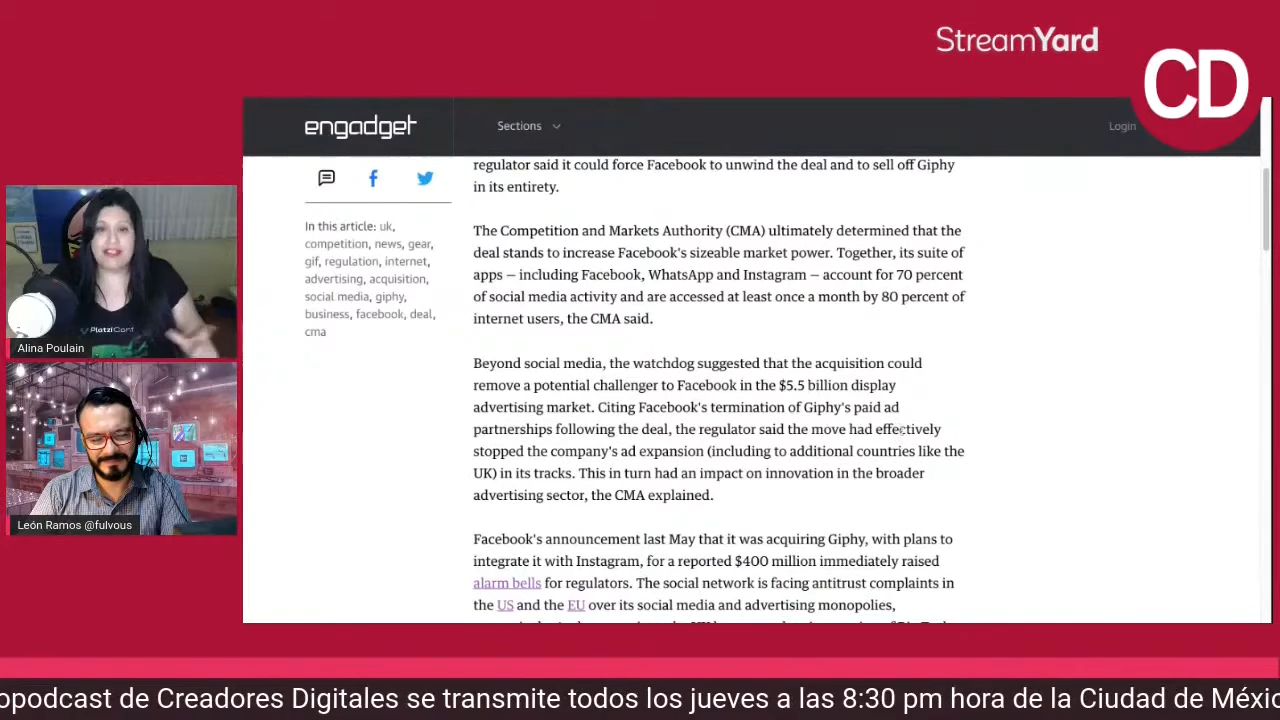 StreamYard
CD
engadget
Sections
Login
regulator said it could force Facebook to unwind the deal and to sell off Giphy
in its entirety.
In this article: uk,
competition, news, gear,
gif, regulation, internet,
advertising, acquisition,
social media, giphy,
business, facebook, deal,
cma
The Competition and Markets Authority (CMA) ultimately determined that the
deal stands to increase Facebook's sizeable market power. Together, its suite of
apps — including Facebook, WhatsApp and Instagram — account for 70 percent
of social media activity and are accessed at least once a month by 80 percent of
internet users, the CMA said.
Beyond social media, the watchdog suggested that the acquisition could
remove a potential challenger to Facebook in the $5.5 billion display
advertising market. Citing Facebook's termination of Giphy's paid ad
partnerships following the deal, the regulator said the move had effectively
stopped the company's ad expansion (including to additional countries like the
UK) in its tracks. This in turn had an impact on innovation in the broader
advertising sector, the CMA explained.
Facebook's announcement last May that it was acquiring Giphy, with plans to
integrate it with Instagram, for a reported $400 million immediately raised
alarm bells for regulators. The social network is facing antitrust complaints in
the US and the EU over its social media and advertising monopolies,
PlatziConf
Alina Poulain
León Ramos @fulvous
opodcast de Creadores Digitales se transmite todos los jueves a las 8:30 pm hora de la Ciudad de Méxic